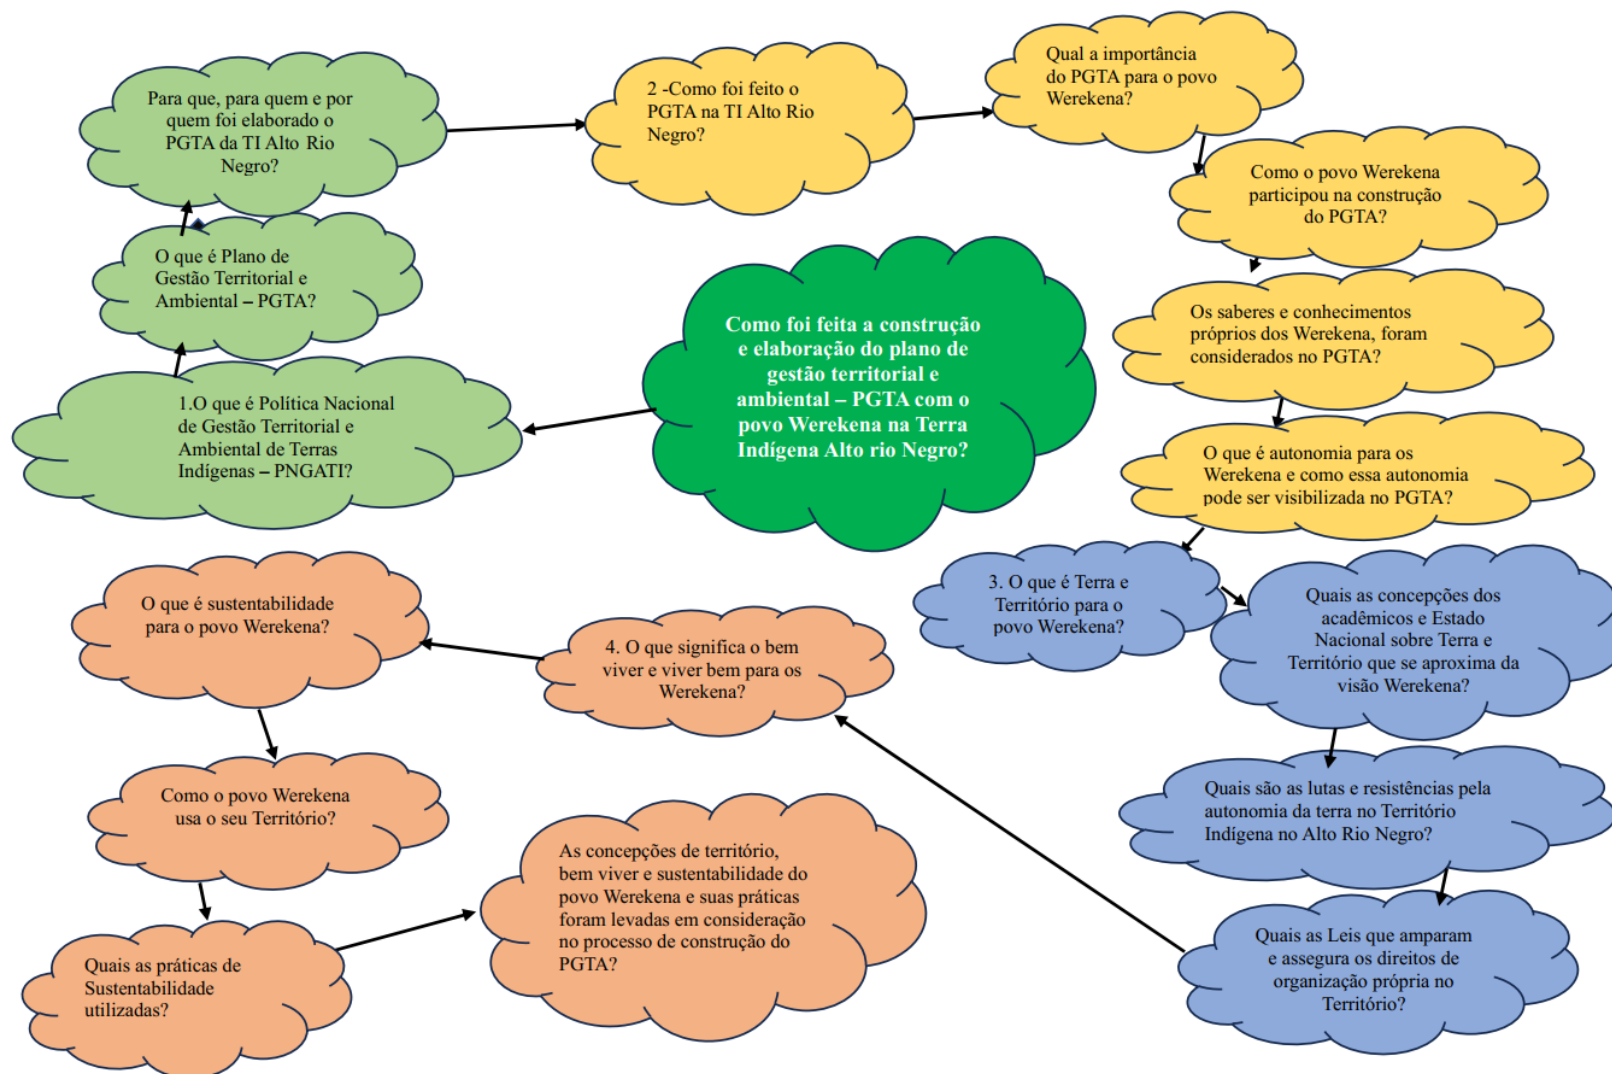 Como foi feita a construção
e elaboração do plano de
gestão territorial e
ambiental – PGTA com o
povo Werekena na Terra
Indígena Alto rio Negro?
1.O que é Política Nacional
de Gestão Territorial e
Ambiental de Terras
Indígenas – PNGATI?
O que é Plano de
Gestão Territorial e
Ambiental – PGTA?
Para que, para quem e por
quem foi elaborado o
PGTA da TI Alto Rio
Negro?
2 -Como foi feito o
PGTA na TI Alto Rio
Negro?
Qual a importância
do PGTA para o povo
Werekena?
Como o povo Werekena
participou na construção
do PGTA?
Os saberes e conhecimentos
próprios dos Werekena, foram
considerados no PGTA?
O que é autonomia para os
Werekena e como essa autonomia
pode ser visibilizada no PGTA?
3. O que é Terra e
Território para o
povo Werekena?
Quais as concepções dos
acadêmicos e Estado
Nacional sobre Terra e
Território que se aproxima da
visão Werekena?
Quais são as lutas e resistências pela
autonomia da terra no Território
Indígena no Alto Rio Negro?
Quais as Leis que amparam
e assegura os direitos de
organização própria no
Território?
4. O que significa o bem
viver e viver bem para os
Werekena?
O que é sustentabilidade
para o povo Werekena?
Como o povo Werekena
usa o seu Território?
Quais as práticas de
Sustentabilidade
utilizadas?
As concepções de território,
bem viver e sustentabilidade do
povo Werekena e suas práticas
foram levadas em consideração
no processo de construção do
PGTA?